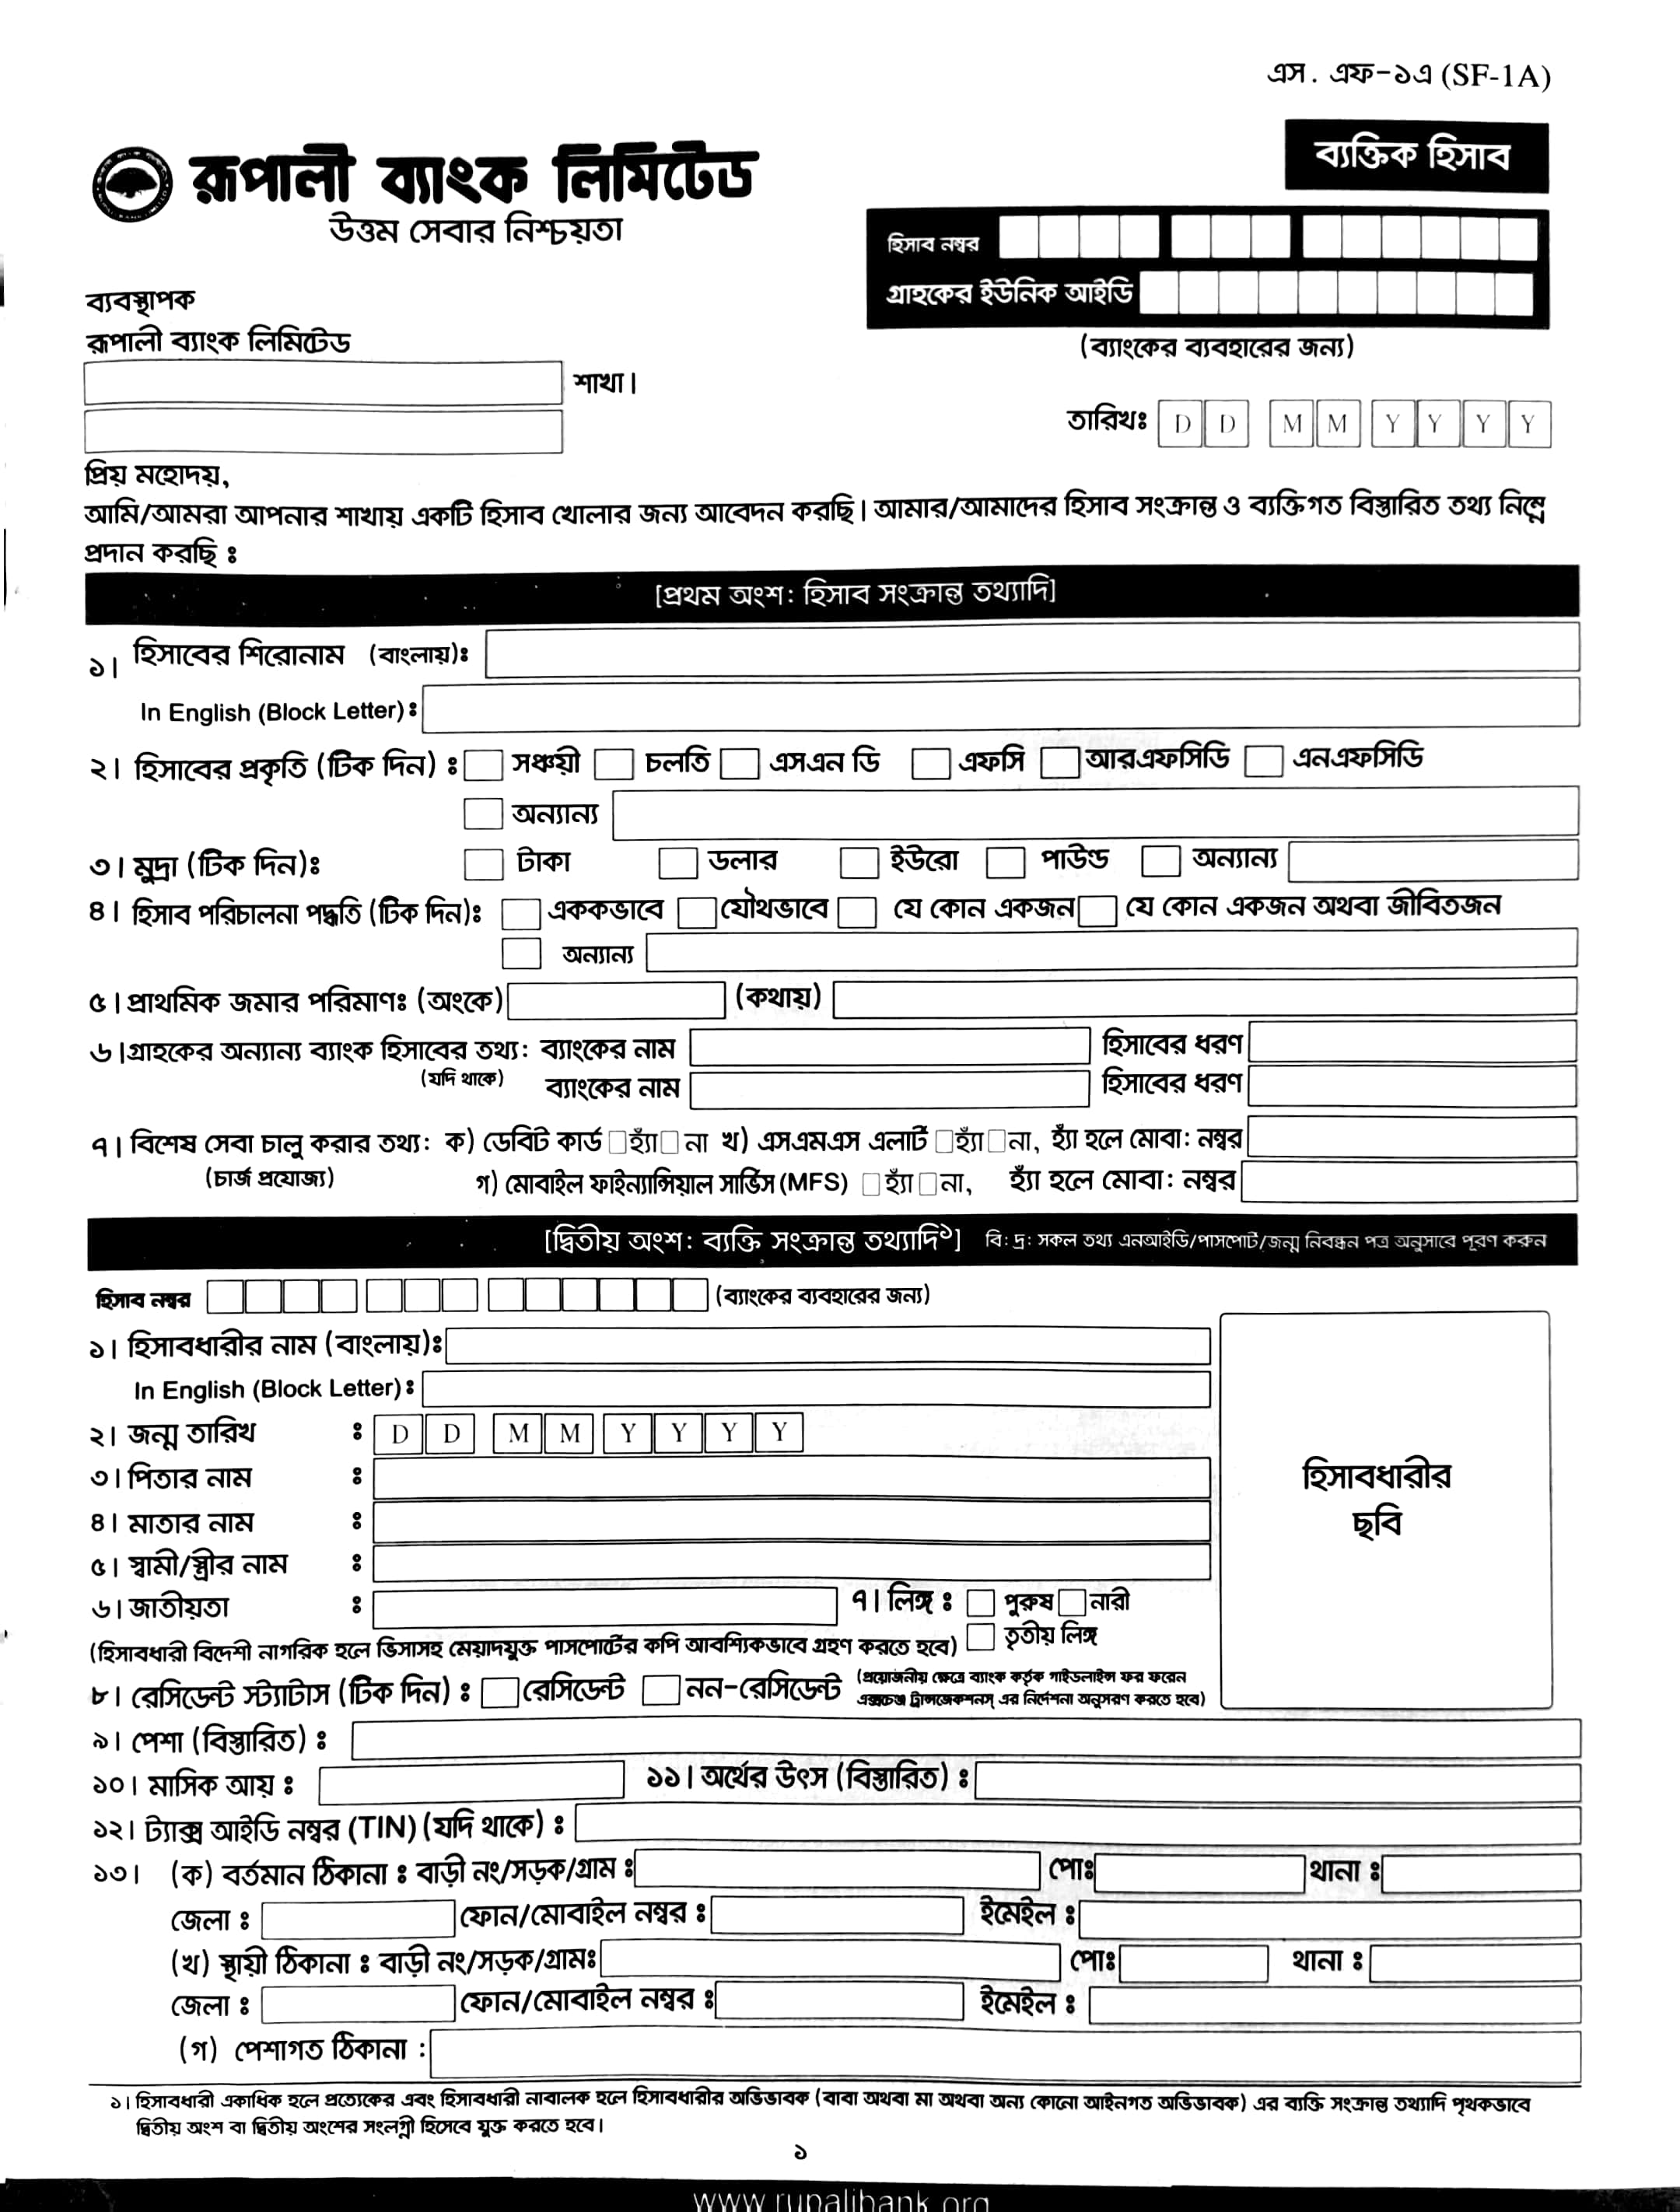 এস. এফ-১এ (SF-1A)
রূপালী ব্যাংক লিমিটেড
উত্তম সেবার নিশ্চয়তা
ব্যক্তিক হিসাব
হিসাব নম্বর
গ্রাহকের ইউনিক আইডি
(ব্যাংকের ব্যবহারের জন্য)
ব্যবস্থাপক
রূপালী ব্যাংক লিমিটেড
শাখা।
তারিখঃ D D M M Y Y Y Y
প্রিয় মহোদয়,
আমি/আমরা আপনার শাখায় একটি হিসাব খোলার জন্য আবেদন করছি। আমার/আমাদের হিসাব সংক্রান্ত ও ব্যক্তিগত বিস্তারিত তথ্য নিম্নে
প্রদান করছি ঃ
[প্রথম অংশ: হিসাব সংক্রান্ত তথ্যাদি]
১। হিসাবের শিরোনাম (বাংলায়)ঃ
In English (Block Letter) ঃ
২। হিসাবের প্রকৃতি (টিক দিন) ঃ সঞ্চয়ী চলতি এসএন ডি এফসি আরএফসিডি এনএফসিডি
অন্যান্য
৩। মুদ্রা (টিক দিন)ঃ টাকা ডলার ইউরো পাউন্ড অন্যান্য
৪। হিসাব পরিচালনা পদ্ধতি (টিক দিন)ঃ এককভাবে যৌথভাবে যে কোন একজন যে কোন একজন অথবা জীবিতজন
অন্যান্য
৫। প্রাথমিক জমার পরিমাণঃ (অংকে) (কথায়)
৬।গ্রাহকের অন্যান্য ব্যাংক হিসাবের তথ্য: ব্যাংকের নাম হিসাবের ধরণ
(যদি থাকে) ব্যাংকের নাম হিসাবের ধরণ
৭। বিশেষ সেবা চালু করার তথ্য: ক) ডেবিট কার্ড হ্যাঁ না খ) এসএমএস এলার্ট হ্যাঁ না, হ্যাঁ হলে মোবা: নম্বর
(চার্জ প্রযোজ্য) গ) মোবাইল ফাইন্যান্সিয়াল সার্ভিস (MFS) হ্যাঁ না, হ্যাঁ হলে মোবা: নম্বর
[দ্বিতীয় অংশ: ব্যক্তি সংক্রান্ত তথ্যাদি১] বি: দ্র: সকল তথ্য এনআইডি/পাসপোর্ট/জন্ম নিবন্ধন পত্র অনুসারে পূরণ করুন
হিসাব নম্বর (ব্যাংকের ব্যবহারের জন্য)
১। হিসাবধারীর নাম (বাংলায়)ঃ
In English (Block Letter) ঃ
২। জন্ম তারিখ ঃ D D M M Y Y Y Y
৩। পিতার নাম ঃ
৪। মাতার নাম ঃ
৫। স্বামী/স্ত্রীর নাম ঃ
হিসাবধারীর
ছবি
৬। জাতীয়তা ঃ ৭। লিঙ্গ ঃ পুরুষ নারী
(হিসাবধারী বিদেশী নাগরিক হলে ভিসাসহ মেয়াদযুক্ত পাসপোর্টের কপি আবশ্যিকভাবে গ্রহণ করতে হবে) তৃতীয় লিঙ্গ
৮। রেসিডেন্ট স্ট্যাটাস (টিক দিন) ঃ রেসিডেন্ট নন-রেসিডেন্ট (প্রয়োজনীয় ক্ষেত্রে ব্যাংক কর্তৃক গাইডলাইন্স ফর ফরেন
এক্সচেঞ্জ ট্রান্সজেকশনস্ এর নির্দেশনা অনুসরণ করতে হবে)
৯। পেশা (বিস্তারিত) ঃ
১০। মাসিক আয় ঃ ১১। অর্থের উৎস (বিস্তারিত) ঃ
১২। ট্যাক্স আইডি নম্বর (TIN) (যদি থাকে) ঃ
১৩। (ক) বর্তমান ঠিকানা ঃ বাড়ী নং/সড়ক/গ্রাম ঃ পোঃ থানা ঃ
জেলা ঃ ফোন/মোবাইল নম্বর ঃ ইমেইল ঃ
(খ) স্থায়ী ঠিকানা ঃ বাড়ী নং/সড়ক/গ্রামঃ পোঃ থানা ঃ
জেলা ঃ ফোন/মোবাইল নম্বর ঃ ইমেইল ঃ
(গ) পেশাগত ঠিকানা :
১। হিসাবধারী একাধিক হলে প্রত্যেকের এবং হিসাবধারী নাবালক হলে হিসাবধারীর অভিভাবক (বাবা অথবা মা অথবা অন্য কোনো আইনগত অভিভাবক) এর ব্যক্তি সংক্রান্ত তথ্যাদি পৃথকভাবে
দ্বিতীয় অংশ বা দ্বিতীয় অংশের সংলগ্নী হিসেবে যুক্ত করতে হবে।
১
www.rupalibank.org